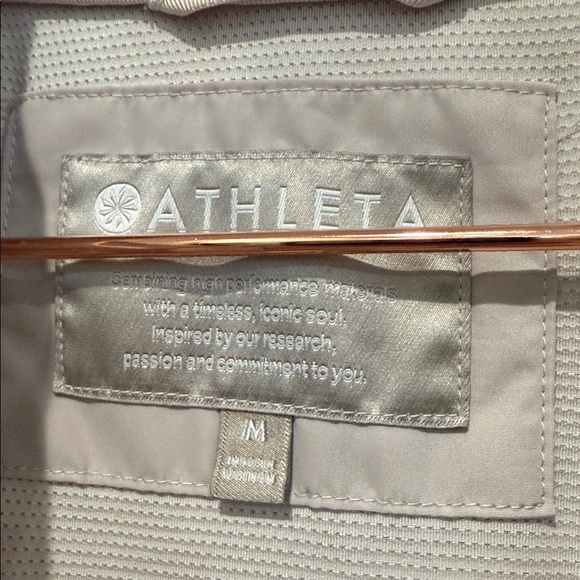 ATHLETA
Combining high performance materials
with a timeless, iconic soul.
Inspired by our research,
passion and commitment to you.
M